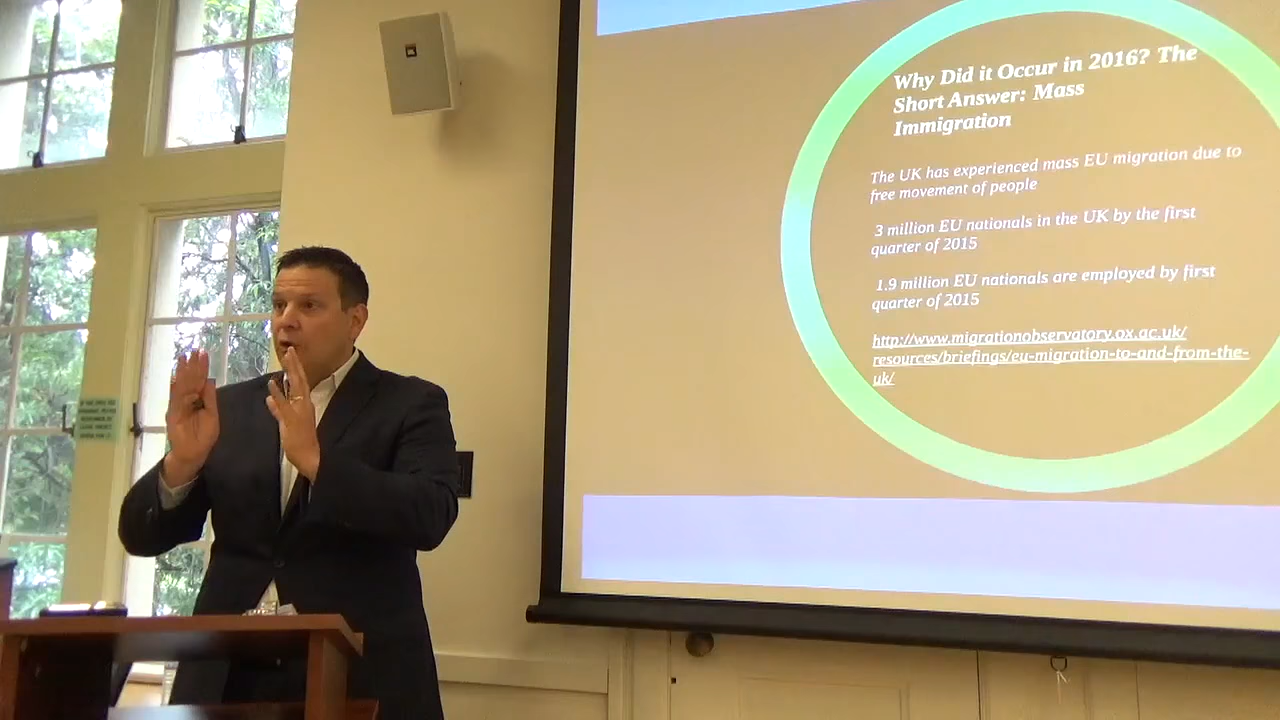 Why Did it Occur in 2016? The
Short Answer: Mass
Immigration
The UK has experienced mass EU migration due to
free movement of people
3 million EU nationals in the UK by the first
quarter of 2015
1.9 million EU nationals are employed by first
quarter of 2015
http://www.migrationobservatory.ox.ac.uk/
resources/briefings/eu-migration-to-and-from-the-
uk/